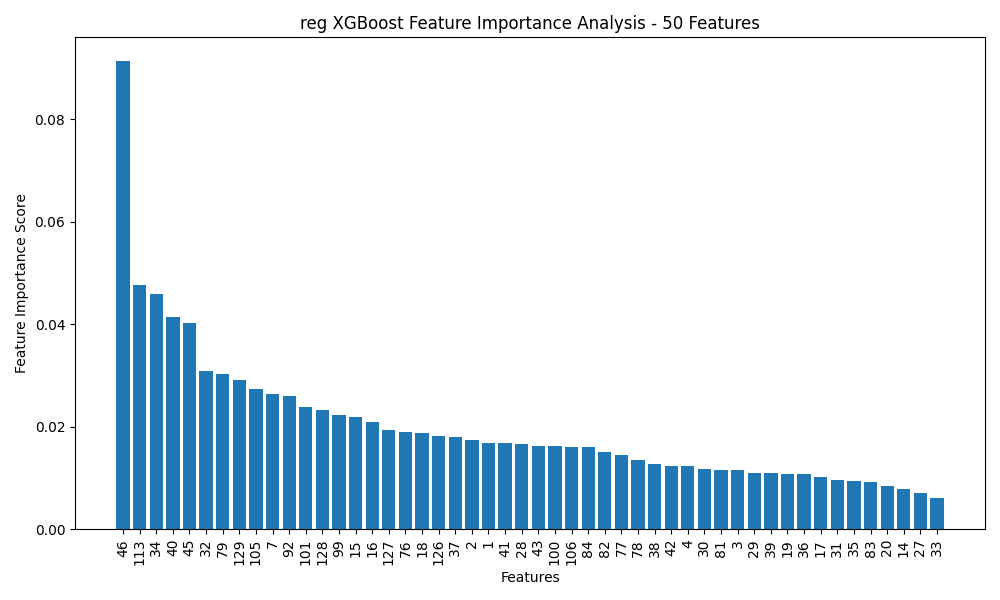 reg XGBoost Feature Importance Analysis - 50 Features
Feature Importance Score
0.08
0.06
0.04
0.02
0.00
46 113 34 40 45 32 79 129 105 7 92 101 128 99 15 16 127 76 18 126 37 2 1 41 28 43 100 106 84 82 77 78 38 42 4 30 81 3 29 39 19 36 17 31 35 83 20 14 27 33
Features